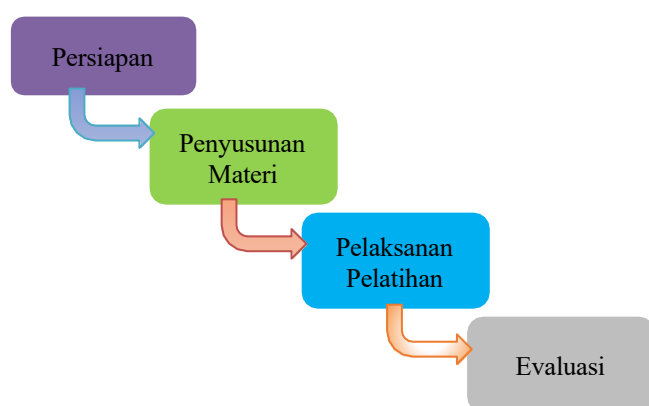 Persiapan
Penyusunan
Materi
Pelaksanan
Pelatihan
Evaluasi